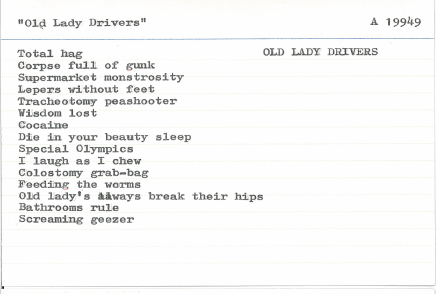 "Old Lady Drivers" A 19949
Total hag OLD LADY DRIVERS
Corpse full of gunk
Supermarket monstrosity
Lepers without feet
Tracheotomy peashooter
Wisdom lost
Cocaine
Die in your beauty sleep
Special Olympics
I laugh as I chew
Colostomy grab-bag
Feeding the worms
Old lady's always break their hips
Bathrooms rule
Screaming geezer